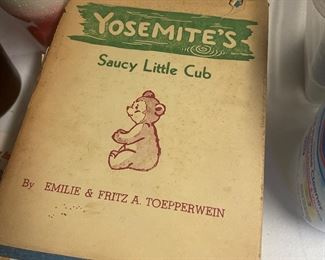 YOSEMITE'S
Saucy Little Cub
By EMILIE & FRITZ A. TOEPPERWEIN